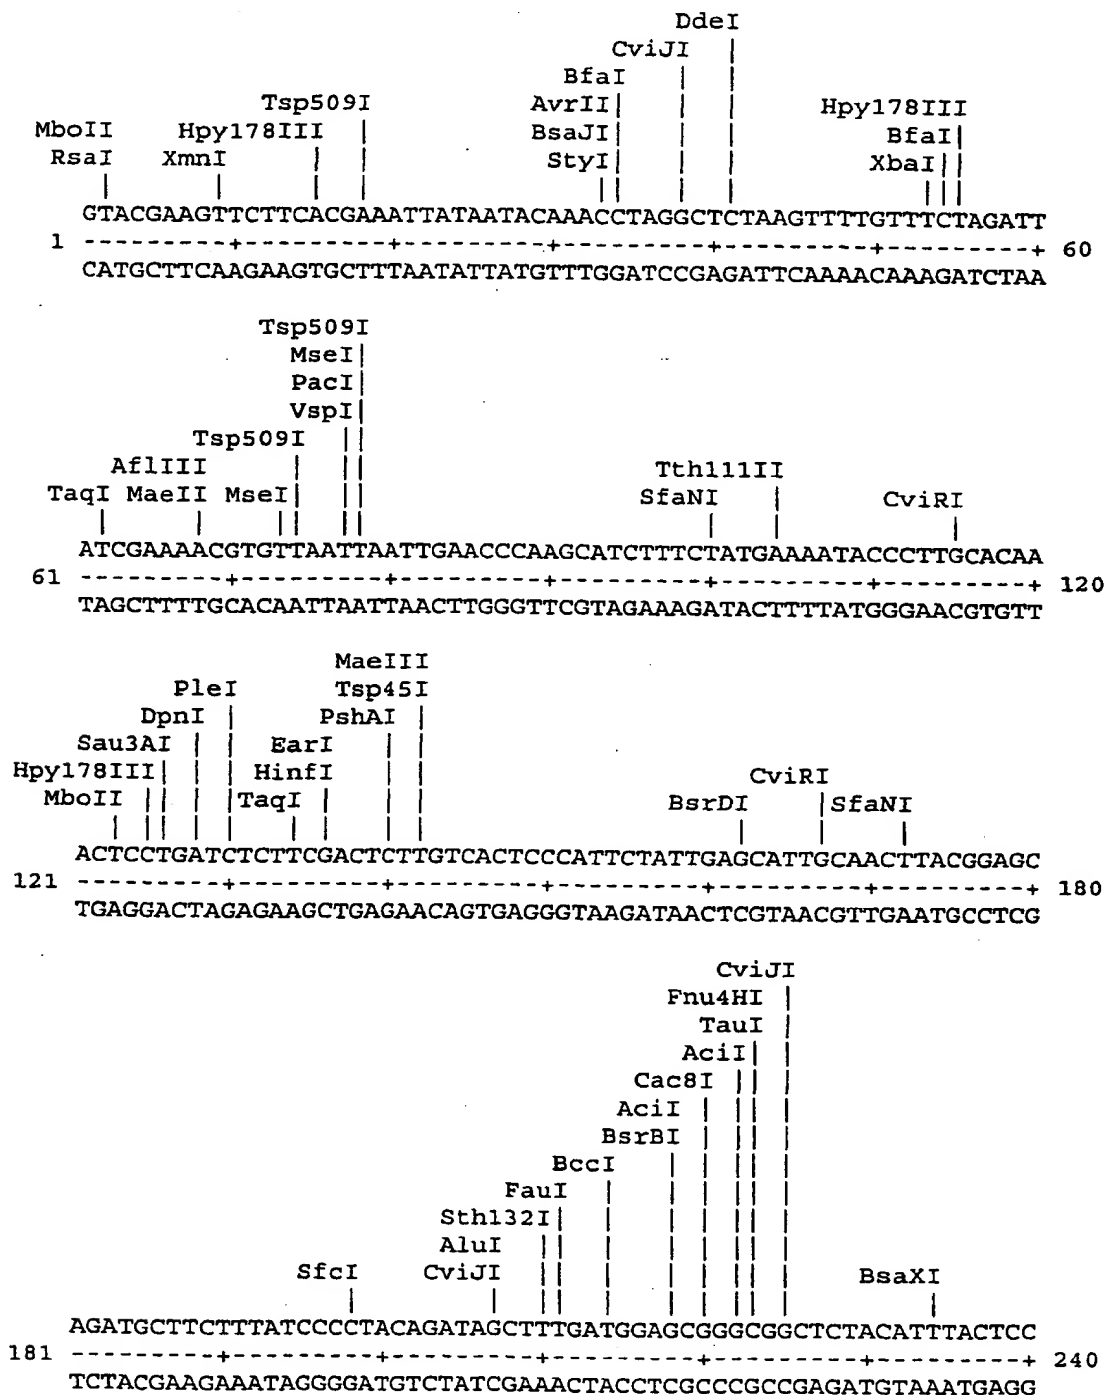 DdeI
CviJI
BfaI
Tsp509I AvrII Hpy178III
MboII Hpy178III BsaJI BfaI
RsaI XmnI StyI XbaI
GTACGAAGTTCTTCACGAAATTATAATACAAACCTAGGCTCTAAGTTTTGTTTCTAGATT
1 ---------+---------+---------+---------+---------+---------+ 60
CATGCTTCAAGAAGTGCTTTAATATTATGTTTGGATCCGAGATTCAAAACAAAGATCTAA
Tsp509I
MseI
PacI
VspI
Tsp509I
AflIII Tth111II
TaqI MaeII MseI SfaNI CviRI
ATCGAAAACGTGTTAATTAATTGAACCCAAGCATCTTTCTATGAAAATACCCTTGCACAA
61 ---------+---------+---------+---------+---------+---------+ 120
TAGCTTTTGCACAATTAATTAACTTGGGTTCGTAGAAAGATACTTTTATGGGAACGTGTT
MaeIII
PleI Tsp45I
DpnI PshAI
Sau3AI EarI
Hpy178III HinfI CviRI
MboII TaqI BsrDI SfaNI
ACTCCTGATCTCTTCGACTCTTGTCACTCCCATTCTATTGAGCATTGCAACTTACGGAGC
121 ---------+---------+---------+---------+---------+---------+ 180
TGAGGACTAGAGAAGCTGAGAACAGTGAGGGTAAGATAACTCGTAACGTTGAATGCCTCG
CviJI
Fnu4HI
TauI
AciI
Cac8I
AciI
BsrBI
BccI
FauI
Sth132I
AluI
SfcI CviJI BsaXI
AGATGCTTCTTTATCCCCTACAGATAGCTTTGATGGAGCGGGCGGCTCTACATTTACTCC
181 ---------+---------+---------+---------+---------+---------+ 240
TCTACGAAGAAATAGGGGATGTCTATCGAAACTACCTCGCCCGCCGAGATGTAAATGAGG